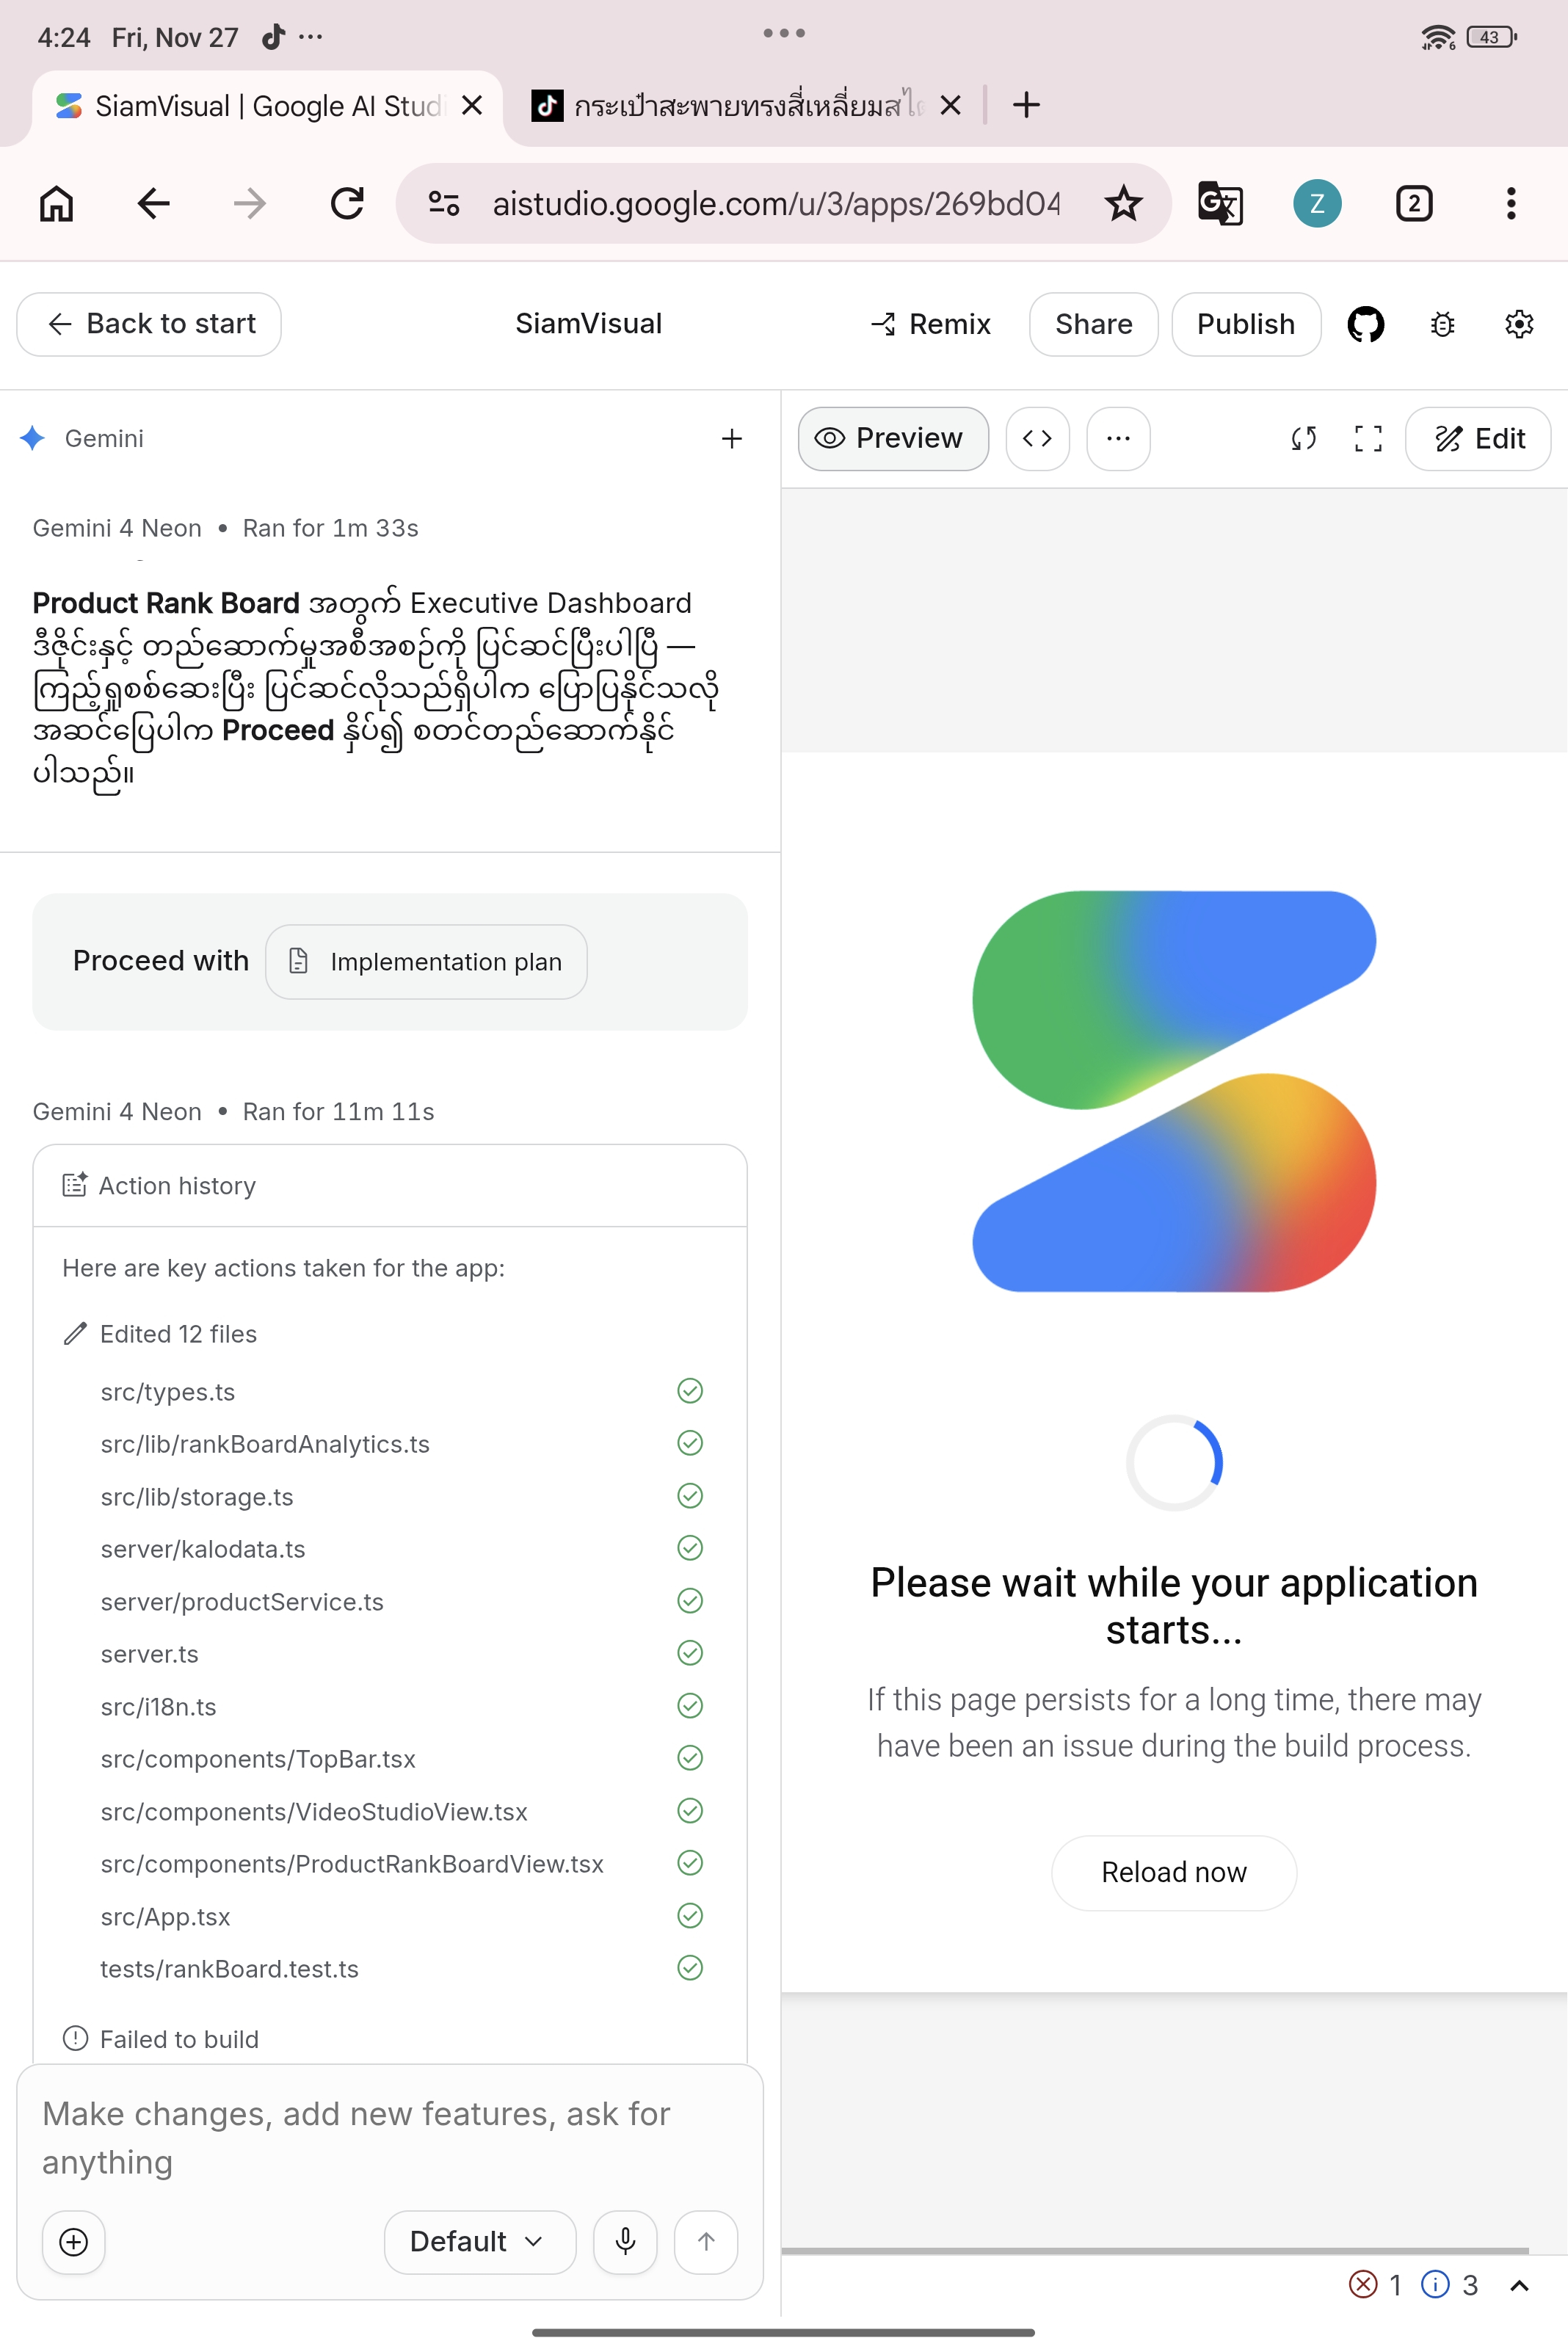 4:24 Fri, Nov 27
43
SiamVisual | Google AI Studi
กระเป๋าสะพายทรงสี่เหลี่ยมสไต
aistudio.google.com/u/3/apps/269bd04
Z
2
Back to start
SiamVisual
Remix
Share
Publish
Gemini
Preview
Edit
Gemini 4 Neon • Ran for 1m 33s
Product Rank Board အတွက် Executive Dashboard
ဒီဇိုင်းနှင့် တည်ဆောက်မှုအစီအစဉ်ကို ပြင်ဆင်ပြီးပါပြီ —
ကြည့်ရှုစစ်ဆေးပြီး ပြင်ဆင်လိုသည်ရှိပါက ပြောပြနိုင်သလို
အဆင်ပြေပါက Proceed နှိပ်၍ စတင်တည်ဆောက်နိုင်
ပါသည်။
Proceed with Implementation plan
Gemini 4 Neon • Ran for 11m 11s
Action history
Here are key actions taken for the app:
Edited 12 files
src/types.ts
src/lib/rankBoardAnalytics.ts
src/lib/storage.ts
server/kalodata.ts
server/productService.ts
server.ts
src/i18n.ts
src/components/TopBar.tsx
src/components/VideoStudioView.tsx
src/components/ProductRankBoardView.tsx
src/App.tsx
tests/rankBoard.test.ts
Failed to build
Make changes, add new features, ask for
anything
Default
Please wait while your application
starts...
If this page persists for a long time, there may
have been an issue during the build process.
Reload now
1
3